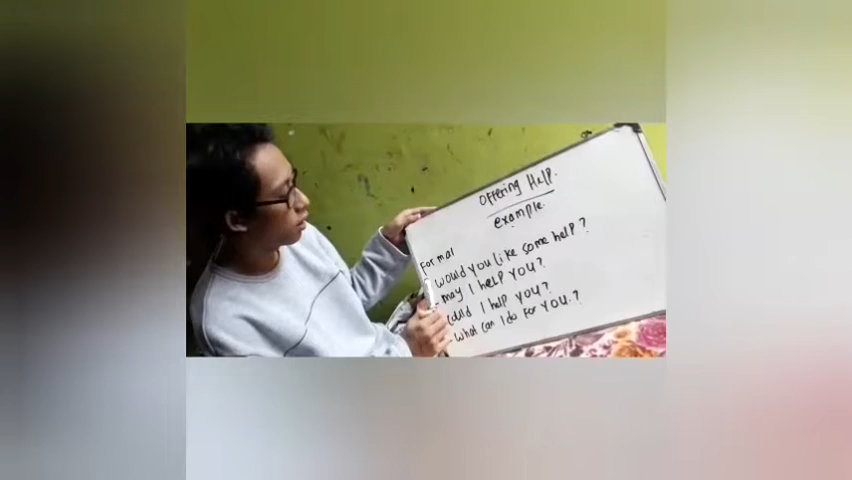 Offering Help.
example.
Formal
- would you like some help?
- may I help you?
- could I help you?
- what can I do for you.?